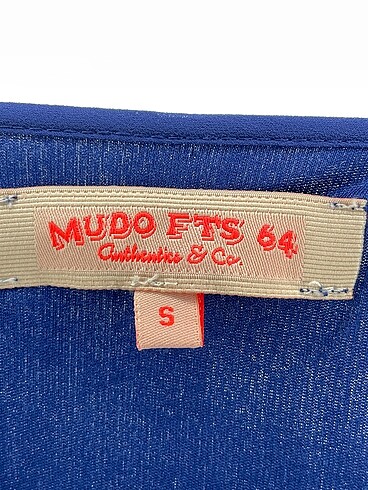 MUDO FTS 64
Authentics & Co.
S